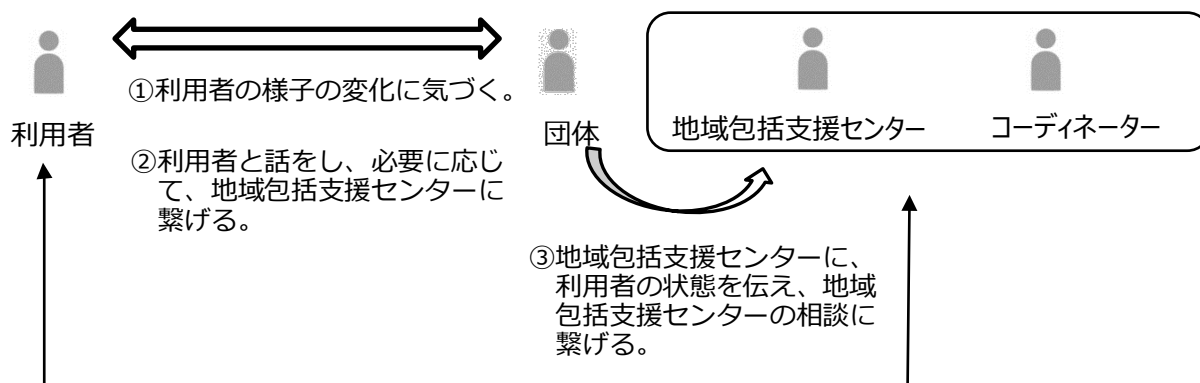 ①利用者の様子の変化に気づく。
利用者
団体
地域包括支援センター
コーディネーター
②利用者と話をし、必要に応じ
て、地域包括支援センターに
繋げる。
③地域包括支援センターに、
利用者の状態を伝え、地域
包括支援センターの相談に
繋げる。